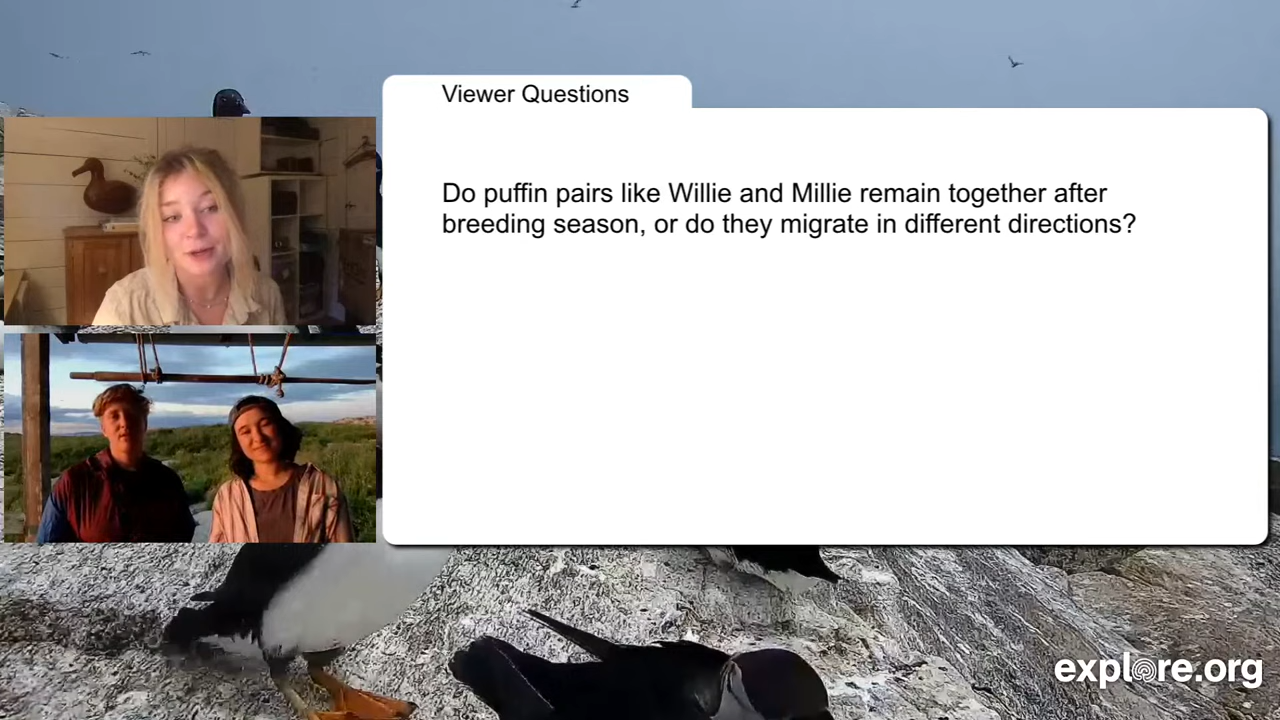 Viewer Questions
Do puffin pairs like Willie and Millie remain together after
breeding season, or do they migrate in different directions?
explore.org